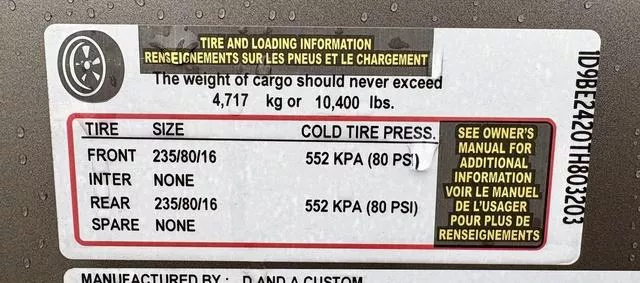 TIRE AND LOADING INFORMATION
RENSEIGNEMENTS SUR LES PNEUS ET LE CHARGEMENT
The weight of cargo should never exceed
4,717 kg or 10,400 lbs.
TIRE SIZE COLD TIRE PRESS.
FRONT 235/80/16 552 KPA (80 PSI)
INTER NONE
REAR 235/80/16 552 KPA (80 PSI)
SPARE NONE
SEE OWNER'S
MANUAL FOR
ADDITIONAL
INFORMATION
VOIR LE MANUEL
DE L'USAGER
POUR PLUS DE
RENSEIGNEMENTS
1D9BE2420TH803203
MANUFACTURED BY: D AND A CUSTOM